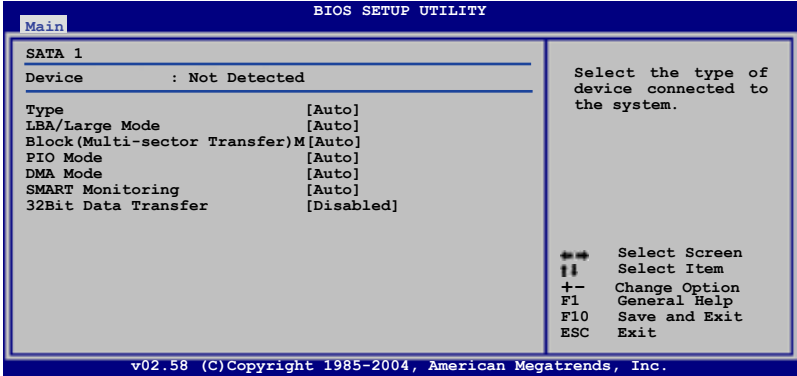 BIOS SETUP UTILITY
Main
SATA 1
Device : Not Detected
Type [Auto]
LBA/Large Mode [Auto]
Block(Multi-sector Transfer)M[Auto]
PIO Mode [Auto]
DMA Mode [Auto]
SMART Monitoring [Auto]
32Bit Data Transfer [Disabled]
Select the type of
device connected to
the system.
←→ Select Screen
↑↓ Select Item
+- Change Option
F1 General Help
F10 Save and Exit
ESC Exit
v02.58 (C)Copyright 1985-2004, American Megatrends, Inc.